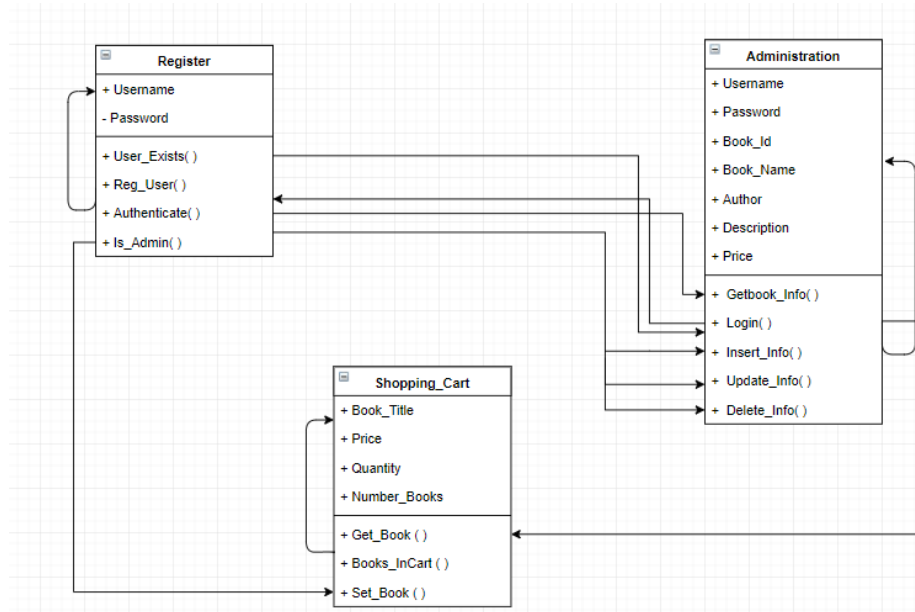 Register
+ Username
- Password
+ User_Exists( )
+ Reg_User( )
+ Authenticate( )
+ Is_Admin( )
Administration
+ Username
+ Password
+ Book_Id
+ Book_Name
+ Author
+ Description
+ Price
+ Getbook_Info( )
+ Login( )
+ Insert_Info( )
+ Update_Info( )
+ Delete_Info( )
Shopping_Cart
+ Book_Title
+ Price
+ Quantity
+ Number_Books
+ Get_Book ( )
+ Books_InCart ( )
+ Set_Book ( )